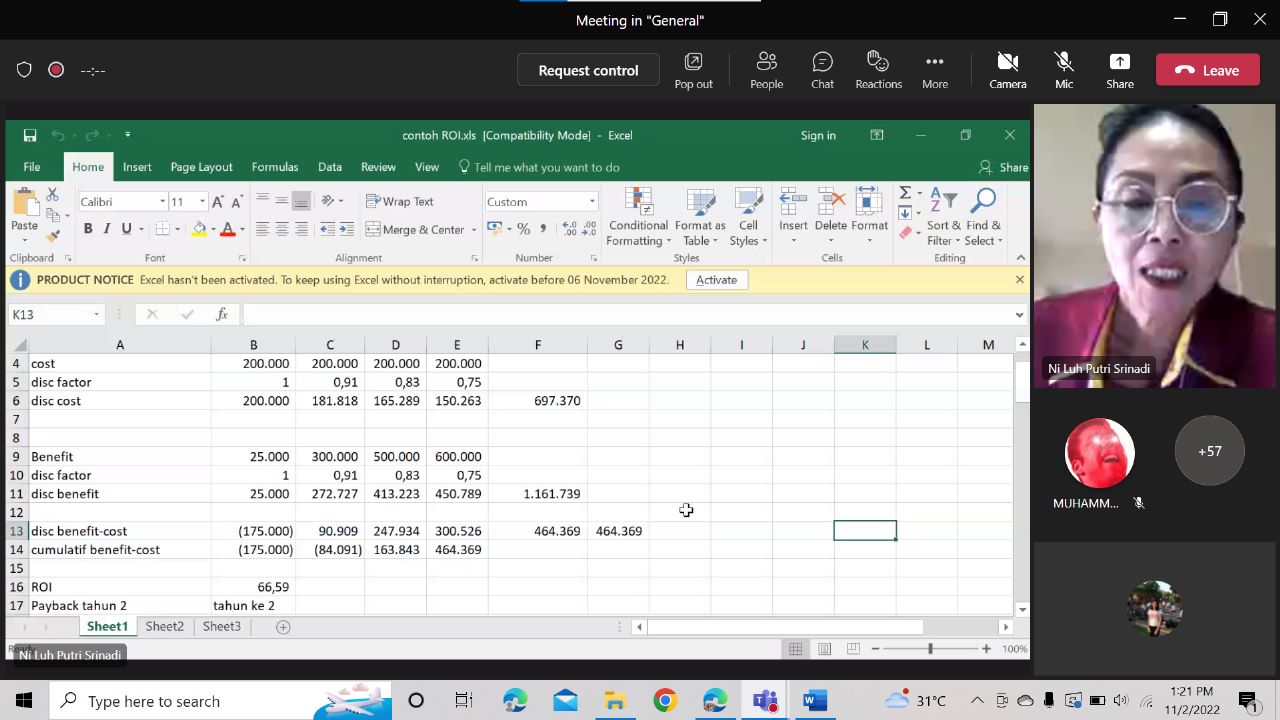 Meeting in "General"
--:--
Request control
Pop out
People
Chat
Reactions
More
Camera
Mic
Share
Leave
contoh ROI.xls [Compatibility Mode] - Excel
Sign in
File Home Insert Page Layout Formulas Data Review View Tell me what you want to do Share
Paste
Calibri 11
Wrap Text
Custom
Conditional Formatting
Format as Table
Cell Styles
Insert
Delete
Format
Sort & Filter
Find & Select
B I U
Merge & Center
Clipboard Font Alignment Number Styles Cells Editing
PRODUCT NOTICE Excel hasn't been activated. To keep using Excel without interruption, activate before 06 November 2022. Activate
K13 fx
A B C D E F G H I J K L M
4 cost 200.000 200.000 200.000 200.000
5 disc factor 1 0,91 0,83 0,75
6 disc cost 200.000 181.818 165.289 150.263 697.370
7
8
9 Benefit 25.000 300.000 500.000 600.000
10 disc factor 1 0,91 0,83 0,75
11 disc benefit 25.000 272.727 413.223 450.789 1.161.739
12
13 disc benefit-cost (175.000) 90.909 247.934 300.526 464.369 464.369
14 cumulatif benefit-cost (175.000) (84.091) 163.843 464.369
15
16 ROI 66,59
17 Payback tahun 2 tahun ke 2
Sheet1 Sheet2 Sheet3
100%
Ni Luh Putri Srinadi
Ni Luh Putri Srinadi
+57
MUHAMM...
Type here to search
31°C
1:21 PM
11/2/2022
1